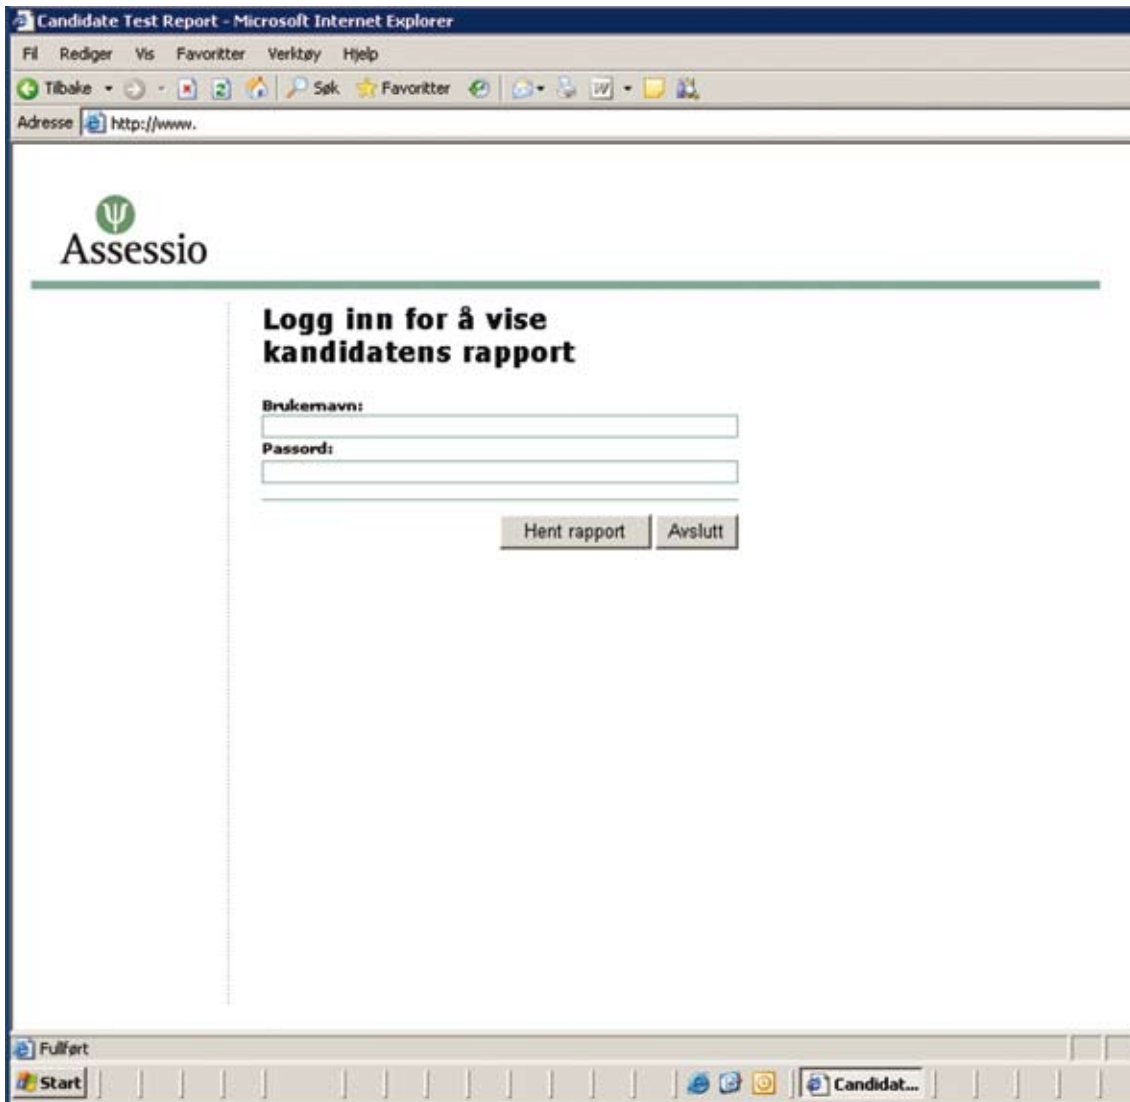 Candidate Test Report - Microsoft Internet Explorer
Fil Rediger Vis Favoritter Verktøy Hjelp
Tilbake Søk Favoritter
Adresse http://www.
Assessio
Logg inn for å vise
kandidatens rapport
Brukernavn:
Passord:
Hent rapport Avslutt
Fullført
Start Candidat...